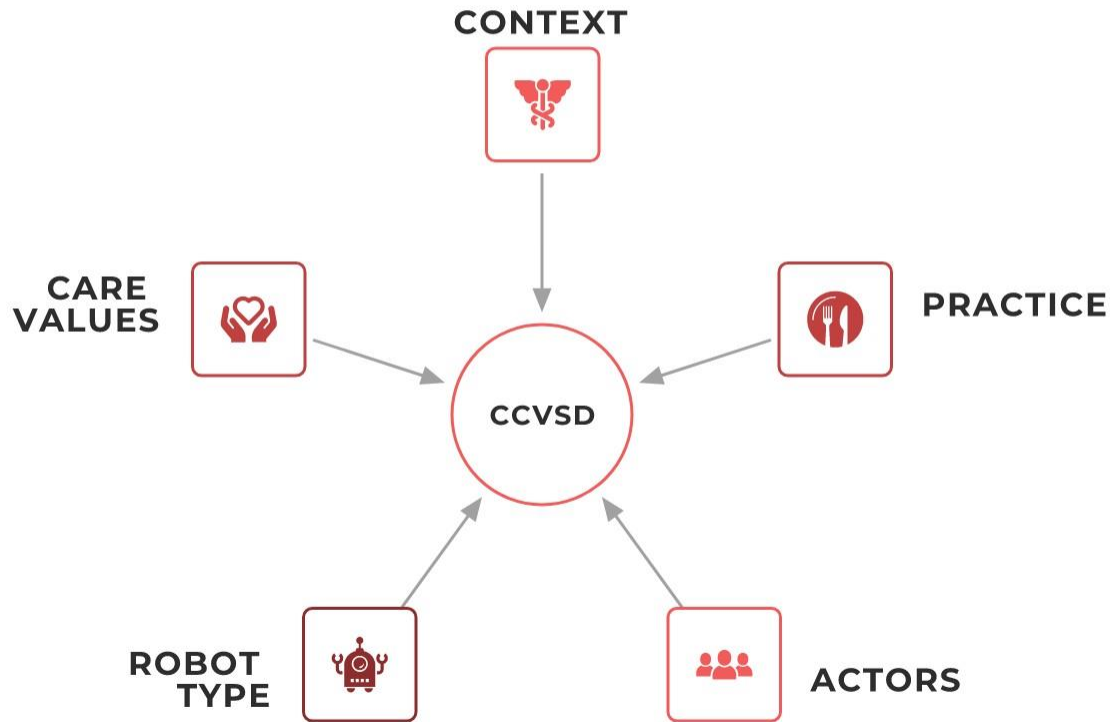 CONTEXT
CARE
VALUES
PRACTICE
CCVSD
ROBOT
TYPE
ACTORS